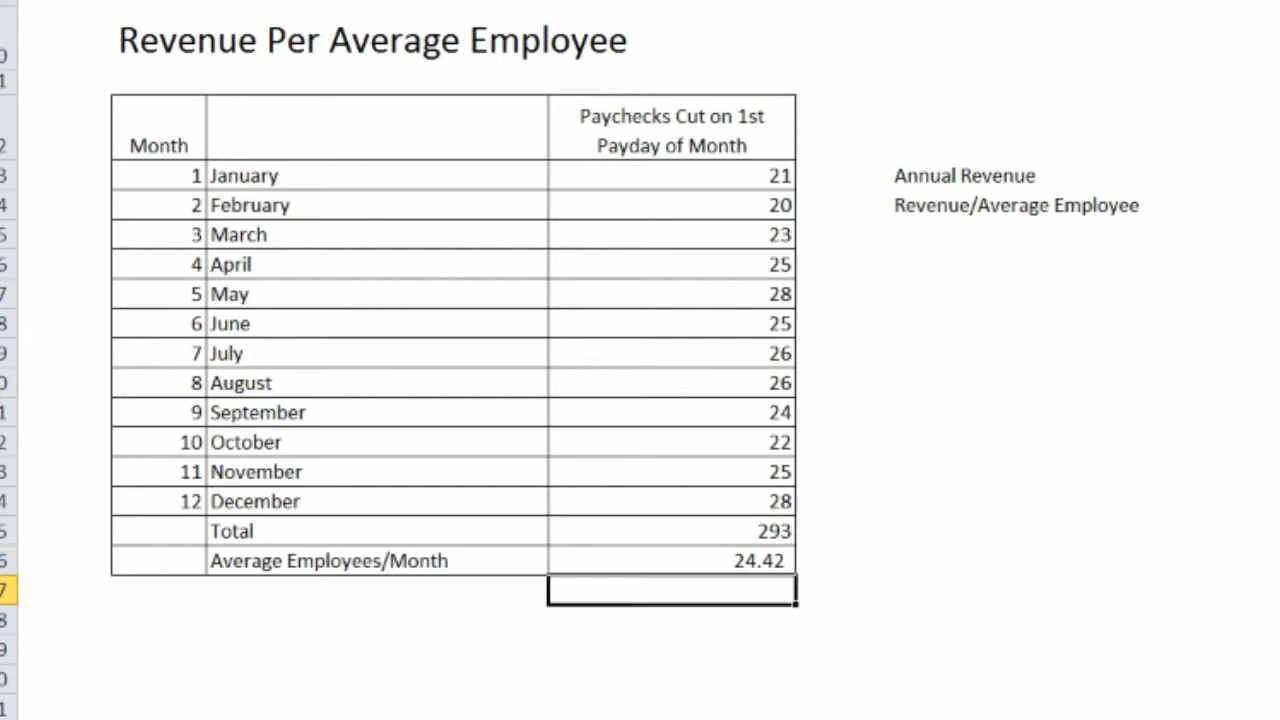 Revenue Per Average Employee
Paychecks Cut on 1st
Month Payday of Month
1 January 21 Annual Revenue
2 February 20 Revenue/Average Employee
3 March 23
4 April 25
5 May 28
6 June 25
7 July 26
8 August 26
9 September 24
10 October 22
11 November 25
12 December 28
Total 293
Average Employees/Month 24.42